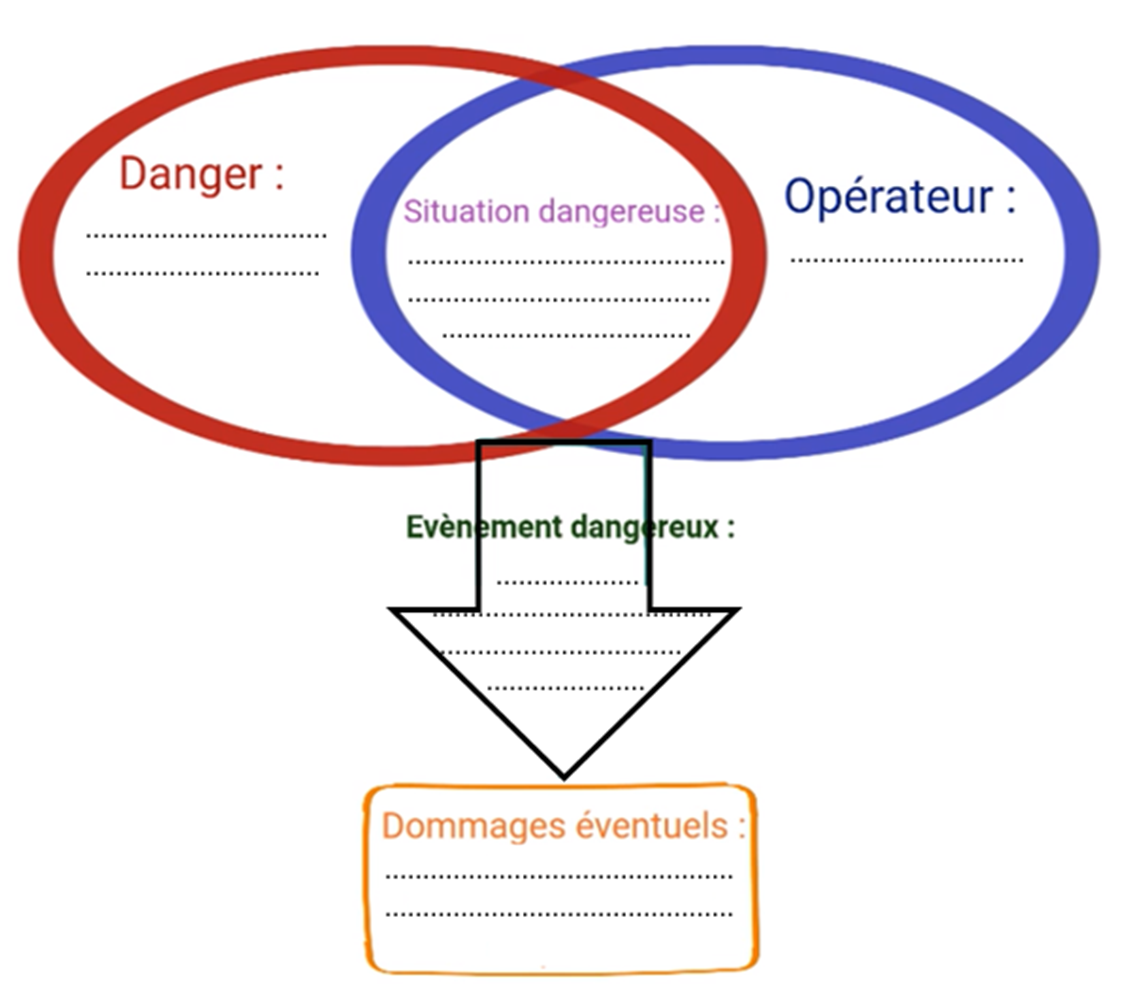 Danger :
................................
...............................
Situation dangereuse :
..........................................
........................................
.................................
Opérateur :
...............................
Evènement dangereux :
...................
.....................................
................................
.....................
Dommages éventuels :
..............................................
..............................................